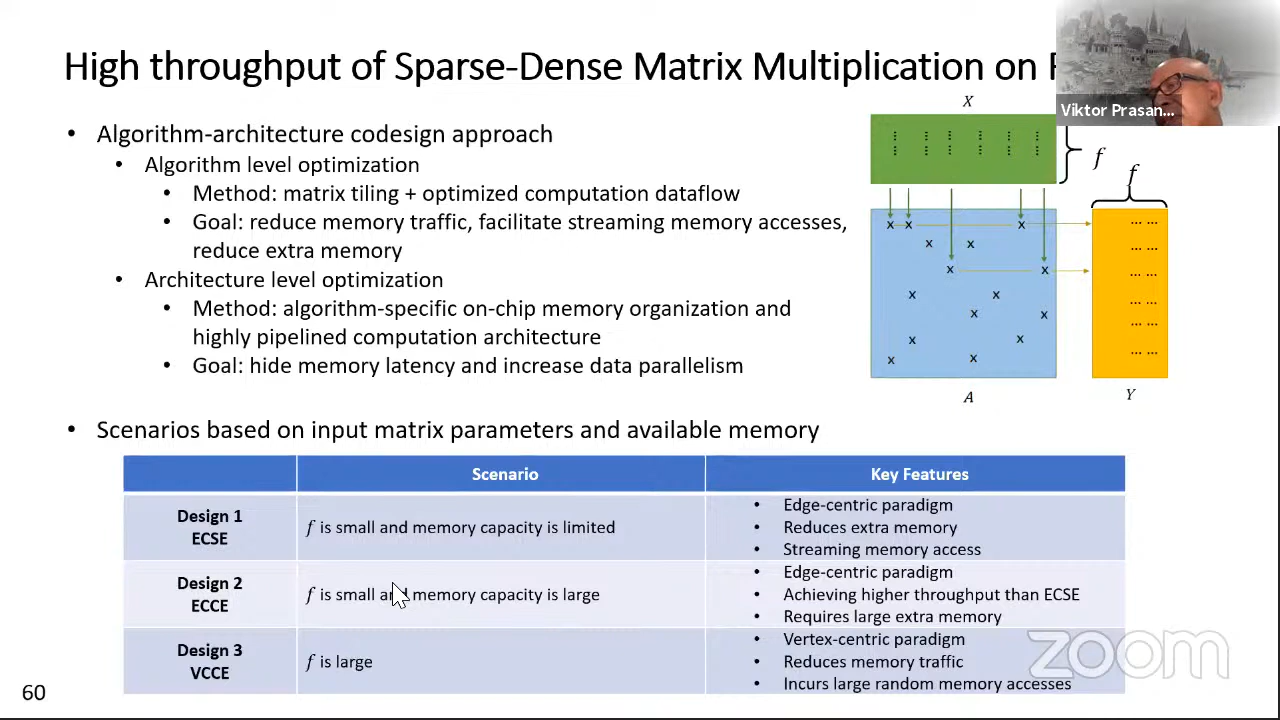 High throughput of Sparse-Dense Matrix Multiplication on
Viktor Prasan...
• Algorithm-architecture codesign approach
• Algorithm level optimization
• Method: matrix tiling + optimized computation dataflow
• Goal: reduce memory traffic, facilitate streaming memory accesses,
reduce extra memory
• Architecture level optimization
• Method: algorithm-specific on-chip memory organization and
highly pipelined computation architecture
• Goal: hide memory latency and increase data parallelism
X
f
f
x x x
x x
x x
x x
x x
x x
x x
A
Y
• Scenarios based on input matrix parameters and available memory
Scenario Key Features
Design 1
ECSE
f is small and memory capacity is limited
• Edge-centric paradigm
• Reduces extra memory
• Streaming memory access
Design 2
ECCE
f is small and memory capacity is large
• Edge-centric paradigm
• Achieving higher throughput than ECSE
• Requires large extra memory
Design 3
VCCE
f is large
• Vertex-centric paradigm
• Reduces memory traffic
• Incurs large random memory accesses
zoom
60